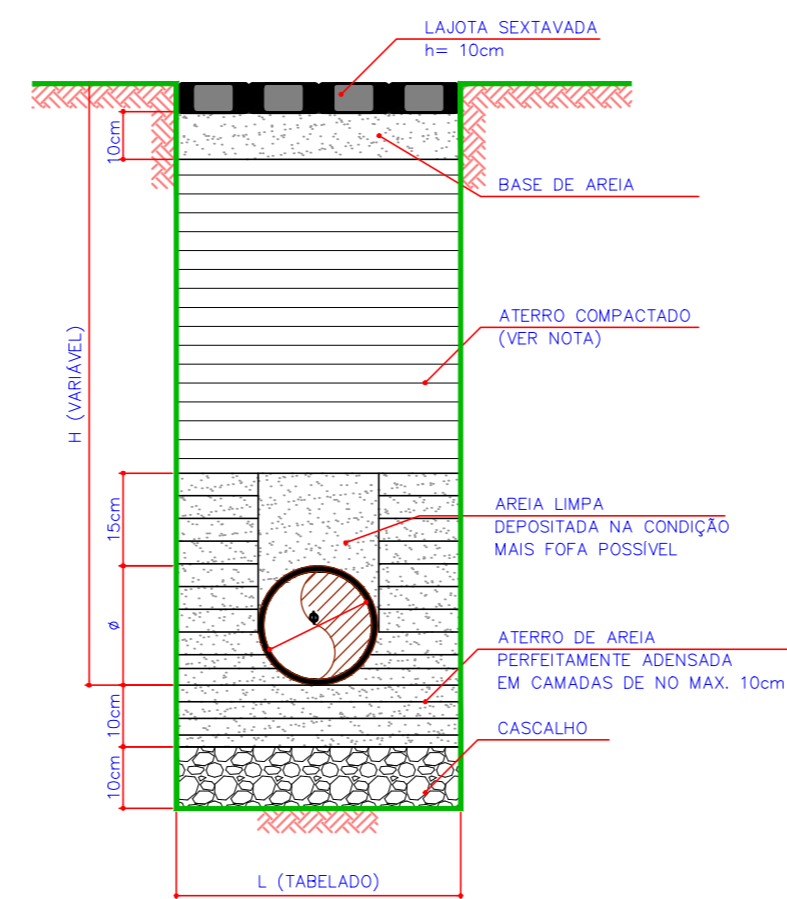 LAJOTA SEXTAVADA
h= 10cm
10cm
BASE DE AREIA
ATERRO COMPACTADO
(VER NOTA)
H (VARIÁVEL)
15cm
AREIA LIMPA
DEPOSITADA NA CONDIÇÃO
MAIS FOFA POSSÍVEL
ø
ATERRO DE AREIA
PERFEITAMENTE ADENSADA
EM CAMADAS DE NO MAX. 10cm
10cm
CASCALHO
10cm
L (TABELADO)